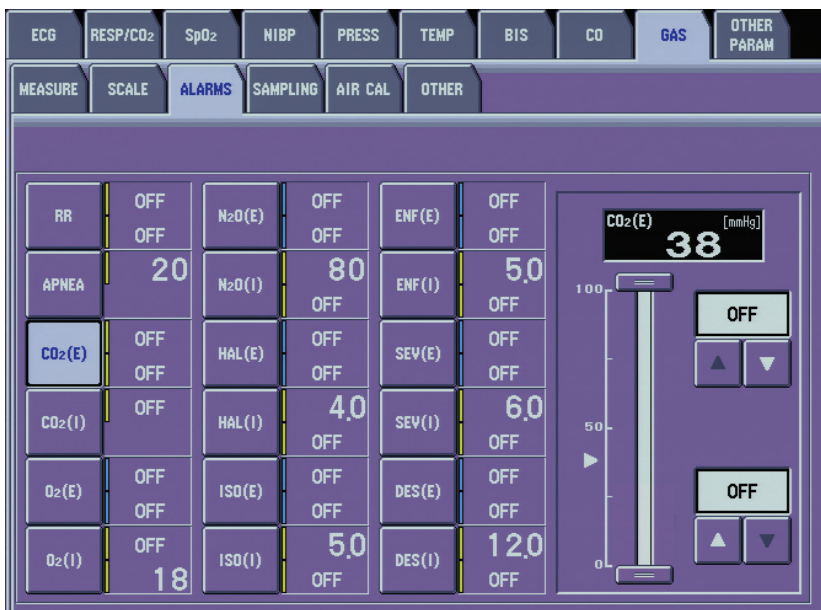 ECG RESP/CO2 SpO2 NIBP PRESS TEMP BIS CO GAS OTHER PARAM
MEASURE SCALE ALARMS SAMPLING AIR CAL OTHER
RR OFF OFF N2O(E) OFF OFF ENF(E) OFF OFF
APNEA 20 N2O(I) 80 OFF ENF(I) 5.0 OFF
CO2(E) OFF OFF HAL(E) OFF OFF SEV(E) OFF OFF
CO2(I) OFF HAL(I) 4.0 OFF SEV(I) 6.0 OFF
O2(E) OFF OFF ISO(E) OFF OFF DES(E) OFF OFF
O2(I) OFF 18 ISO(I) 5.0 OFF DES(I) 12.0 OFF
CO2(E) [mmHg]
38
100
OFF
50
OFF
0